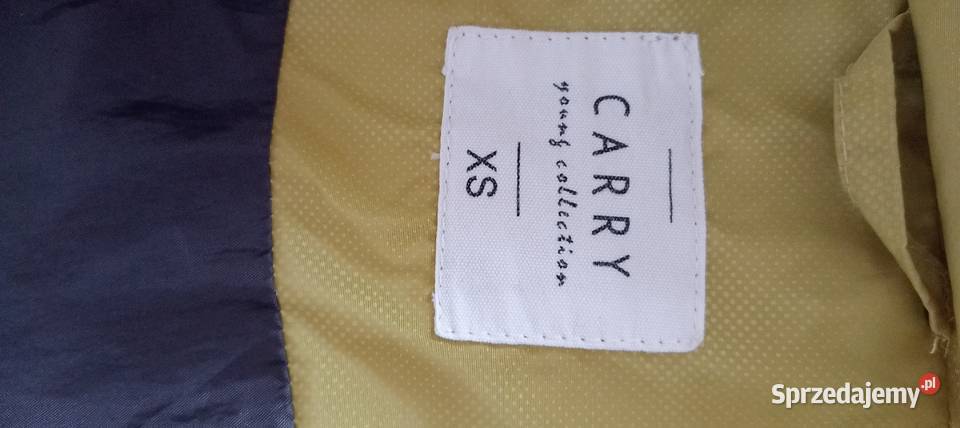 CARRY
young collection
XS
Sprzedajemy.pl